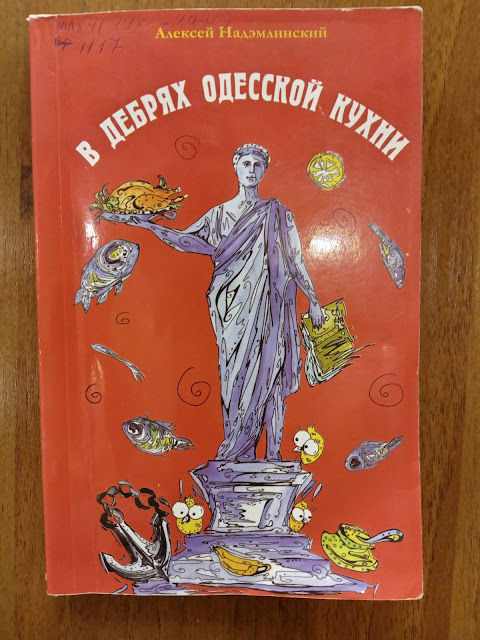 Алексей Надэмлинский
В ДЕБРЯХ ОДЕССКОЙ КУХНИ